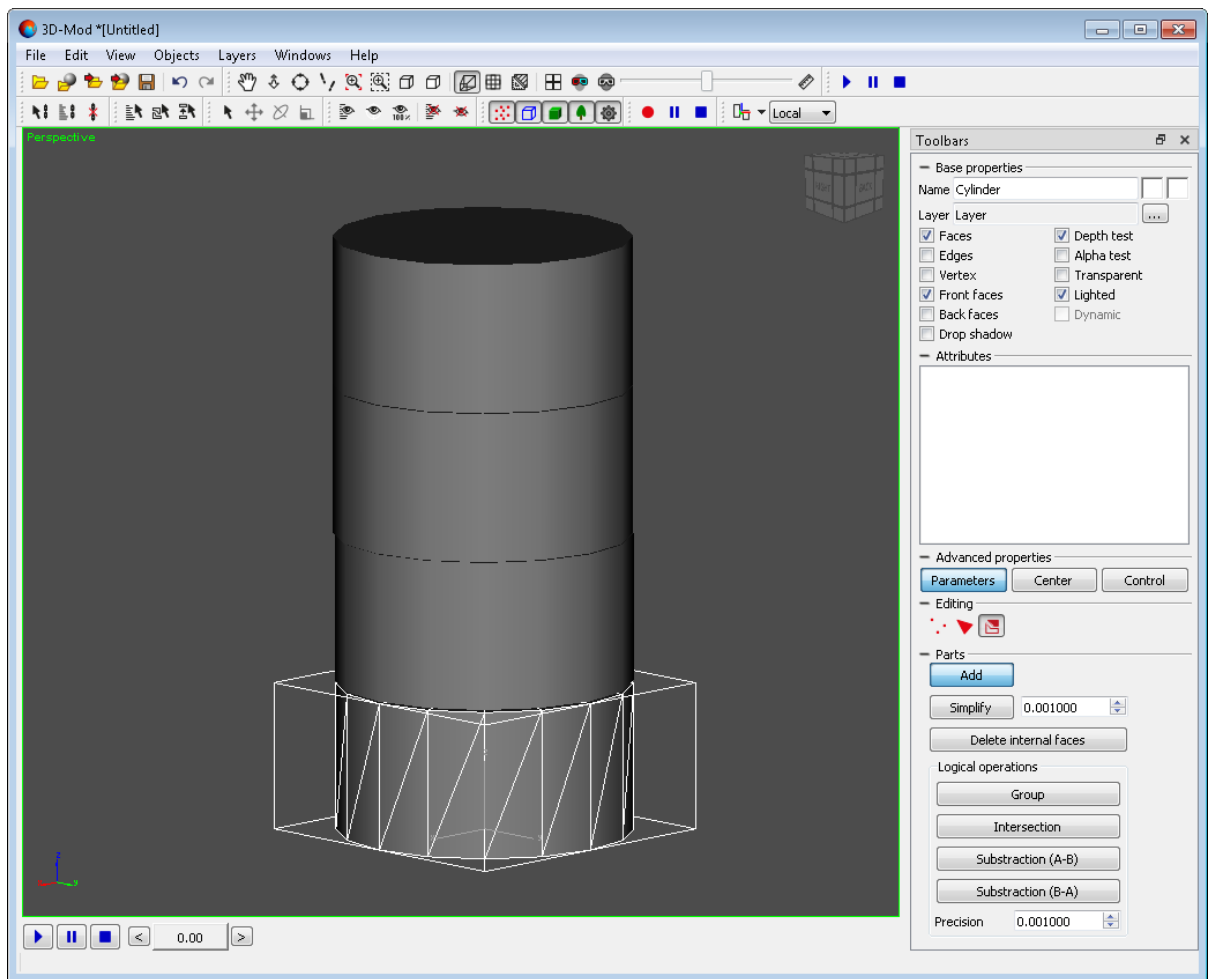 3D-Mod *[Untitled]
File Edit View Objects Layers Windows Help
100%
Local
Perspective
RIGHT BACK
z
x y
0.00
Toolbars
Base properties
Name Cylinder
Layer Layer
...
Faces Depth test
Edges Alpha test
Vertex Transparent
Front faces Lighted
Back faces Dynamic
Drop shadow
Attributes
Advanced properties
Parameters Center Control
Editing
Parts
Add
Simplify 0.001000
Delete internal faces
Logical operations
Group
Intersection
Substraction (A-B)
Substraction (B-A)
Precision 0.001000